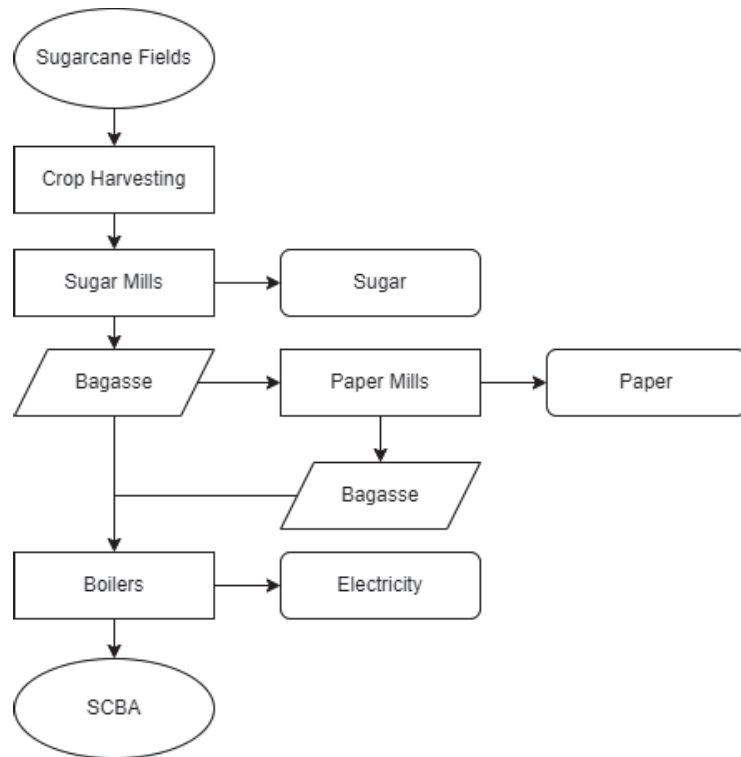 Sugarcane Fields
Crop Harvesting
Sugar Mills
Sugar
Bagasse
Paper Mills
Paper
Bagasse
Boilers
Electricity
SCBA